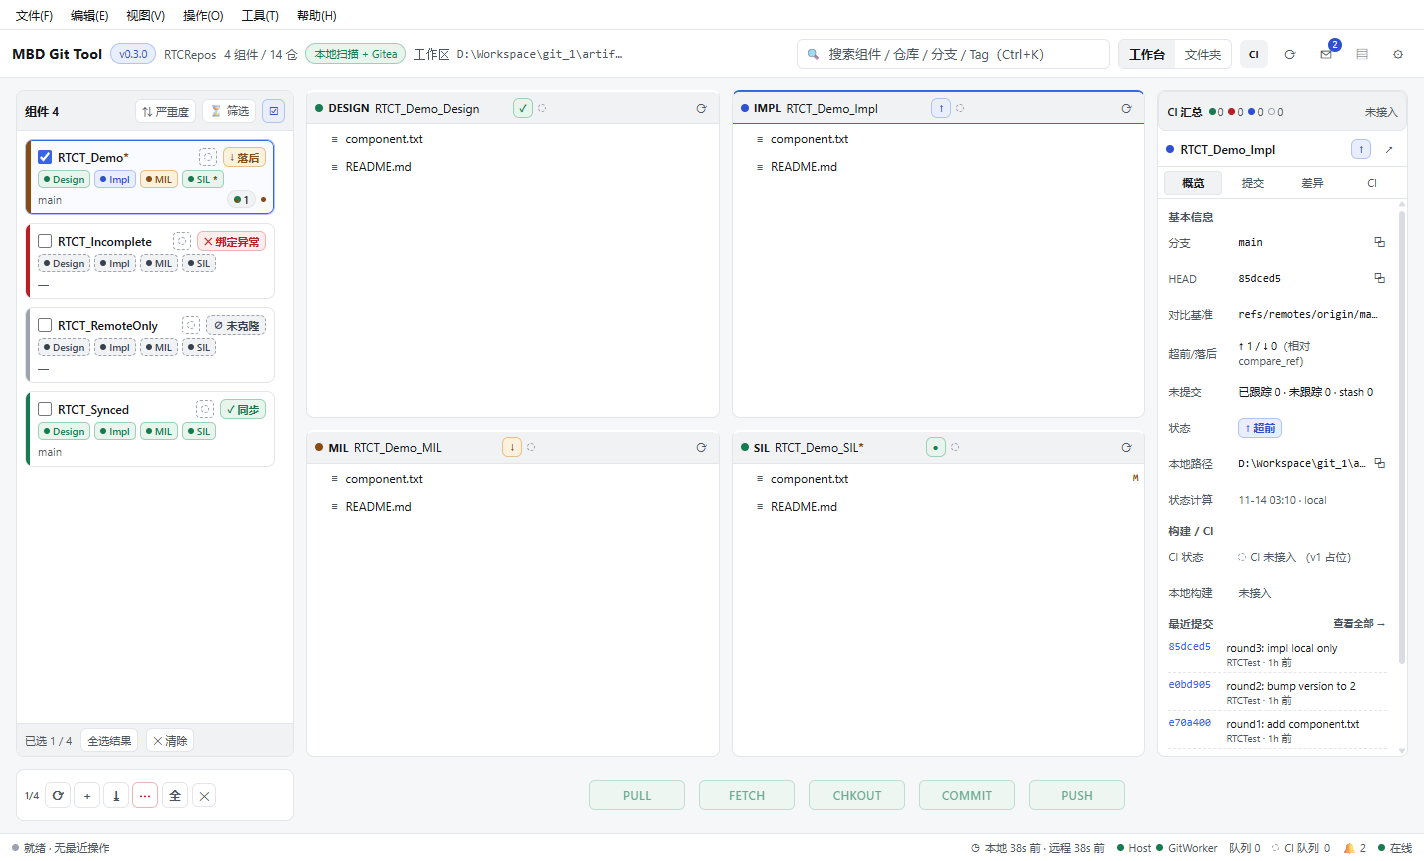 文件(F) 编辑(E) 视图(V) 操作(O) 工具(T) 帮助(H)
MBD Git Tool v0.3.0 RTCRepos 4 组件 / 14 仓 本地扫描 + Gitea 工作区 D:\Workspace\git_1\artif… 搜索组件 / 仓库 / 分支 / Tag（Ctrl+K） 工作台 文件夹 CI 2
组件 4 ⇅ 严重度 筛选
RTCT_Demo* ↓ 落后
Design Impl MIL SIL *
main 1
RTCT_Incomplete ✕ 绑定异常
Design Impl MIL SIL
—
RTCT_RemoteOnly ⊘ 未克隆
Design Impl MIL SIL
—
RTCT_Synced ✓ 同步
Design Impl MIL SIL
main
已选 1 / 4 全选结果 ✕ 清除
1/4 + ⋯ 全 ✕
DESIGN RTCT_Demo_Design ✓
component.txt
README.md
IMPL RTCT_Demo_Impl ↑
component.txt
README.md
MIL RTCT_Demo_MIL ↓
component.txt
README.md
SIL RTCT_Demo_SIL*
component.txt M
README.md
PULL FETCH CHKOUT COMMIT PUSH
CI 汇总 0 0 0 0 未接入
RTCT_Demo_Impl ↑ ↗
概览 提交 差异 CI
基本信息
分支 main
HEAD 85dced5
对比基准 refs/remotes/origin/ma…
超前/落后 ↑ 1 / ↓ 0（相对
compare_ref)
未提交 已跟踪 0 · 未跟踪 0 · stash 0
状态 ↑ 超前
本地路径 D:\Workspace\git_1\a…
状态计算 11-14 03:10 · local
构建 / CI
CI 状态 CI 未接入 （v1 占位）
本地构建 未接入
最近提交 查看全部 →
85dced5 round3: impl local only
RTCTest · 1h 前
e0bd905 round2: bump version to 2
RTCTest · 1h 前
e70a400 round1: add component.txt
RTCTest · 1h 前
就绪 · 无最近操作 本地 38s 前 · 远程 38s 前 Host GitWorker 队列 0 CI 队列 0 2 在线